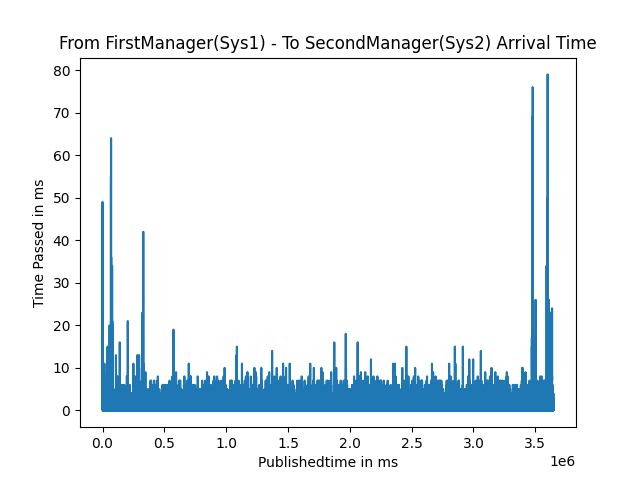 From FirstManager(Sys1) - To SecondManager(Sys2) Arrival Time
80
70
60
50
40
30
20
10
0
Time Passed in ms
0.0 0.5 1.0 1.5 2.0 2.5 3.0 3.5
1e6
Publishedtime in ms